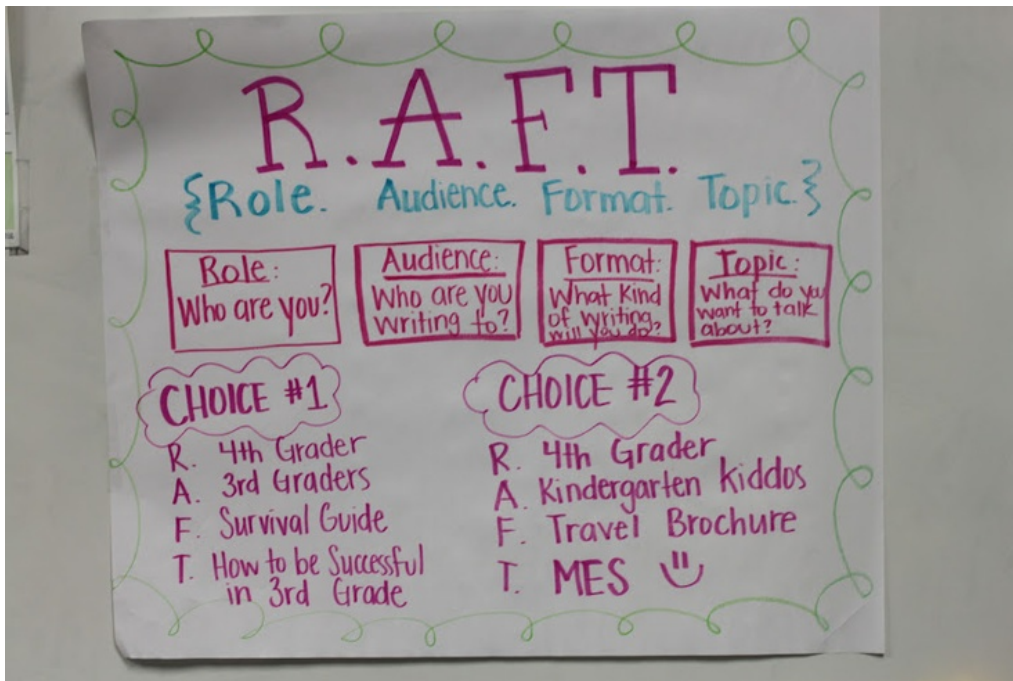 R.A.F.T.
{Role. Audience. Format. Topic.}
Role:
Who are you?
Audience:
Who are you
writing to?
Format:
What kind
of writing
will you do?
Topic:
What do you
want to talk
about?
CHOICE #1
R. 4th Grader
A. 3rd Graders
F. Survival Guide
T. How to be Successful
in 3rd Grade
CHOICE #2
R. 4th Grader
A. Kindergarten Kiddos
F. Travel Brochure
T. MES